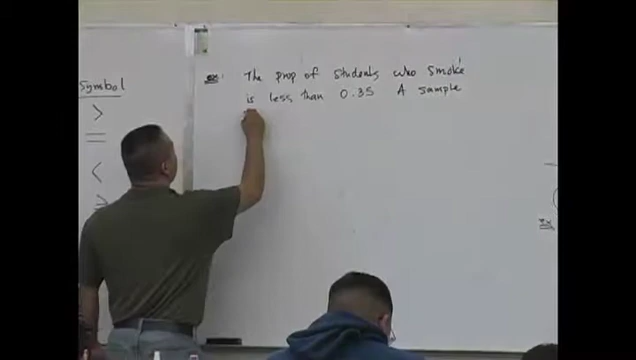 Symbol
>
=
<
≥
ex: The prop of students who smoke
is less than 0.35 A sample